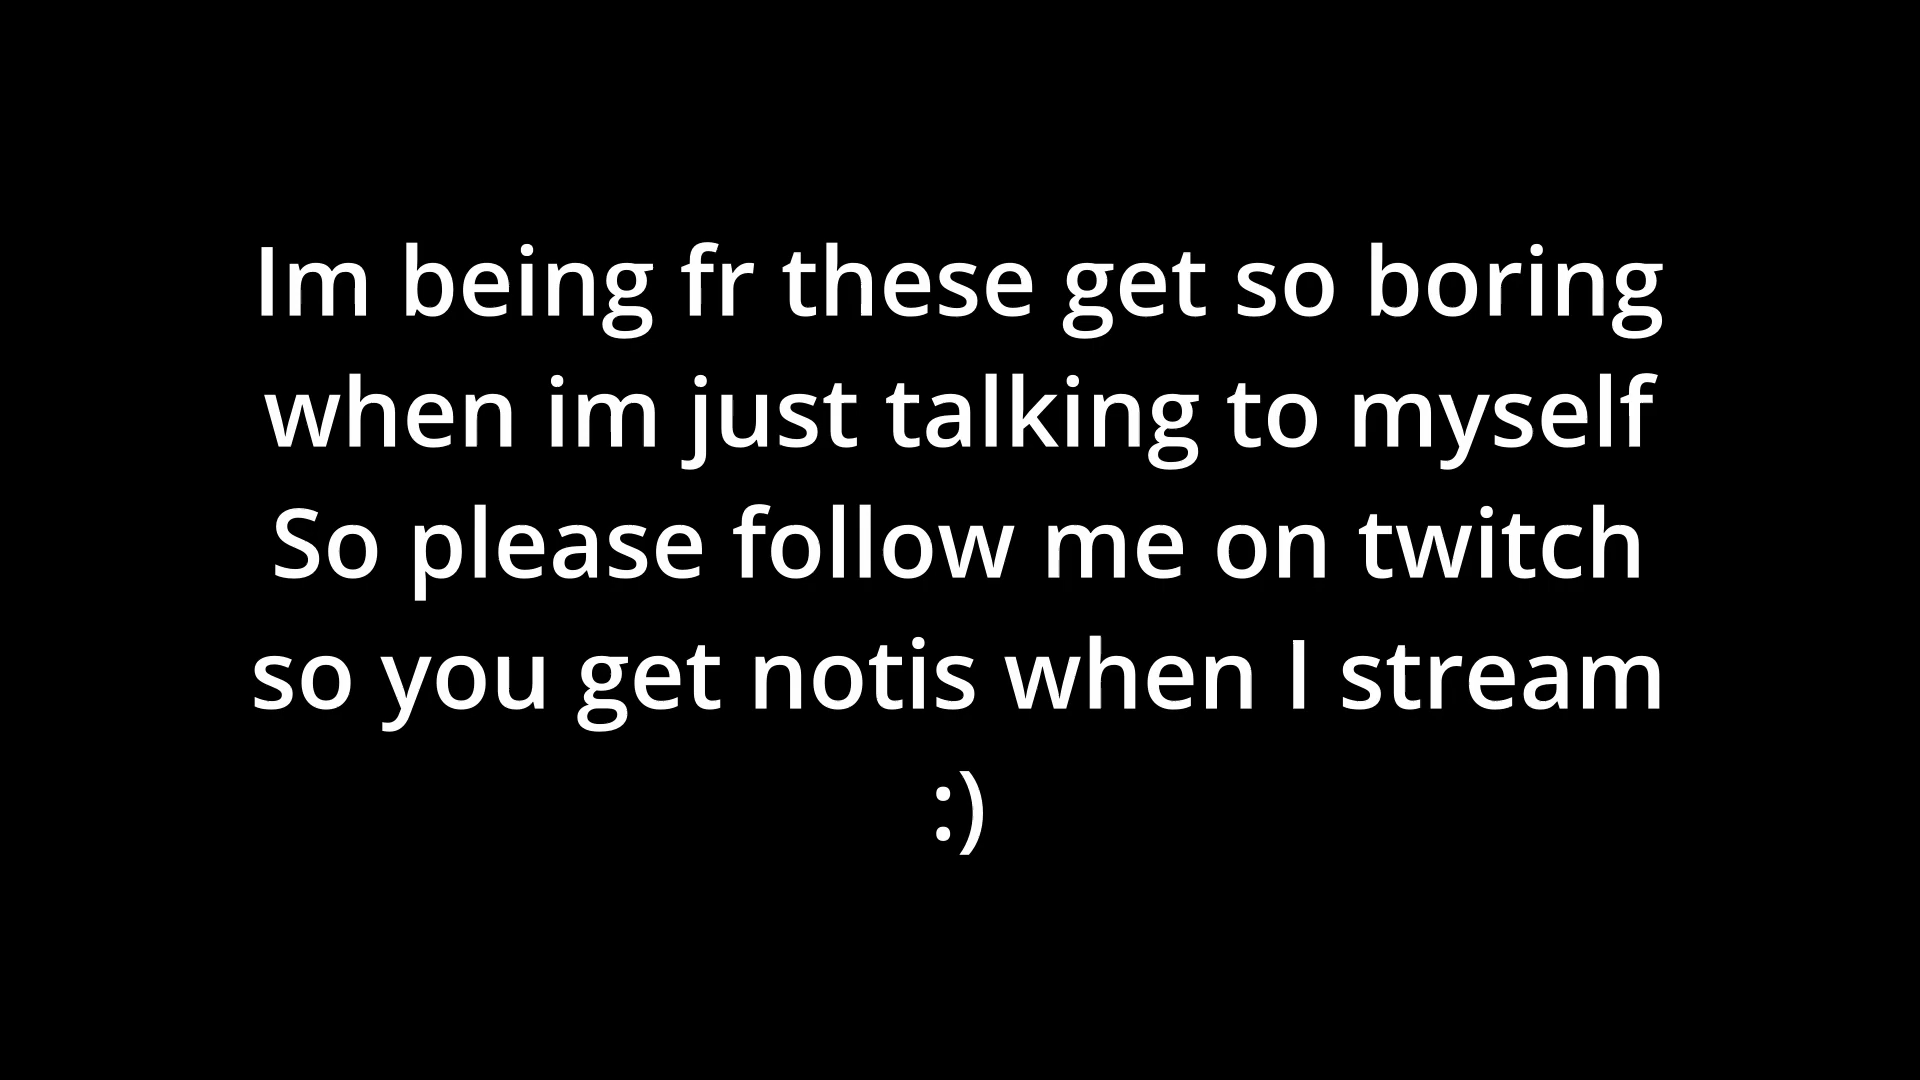 Im being fr these get so boring
when im just talking to myself
So please follow me on twitch
so you get notis when I stream
:)